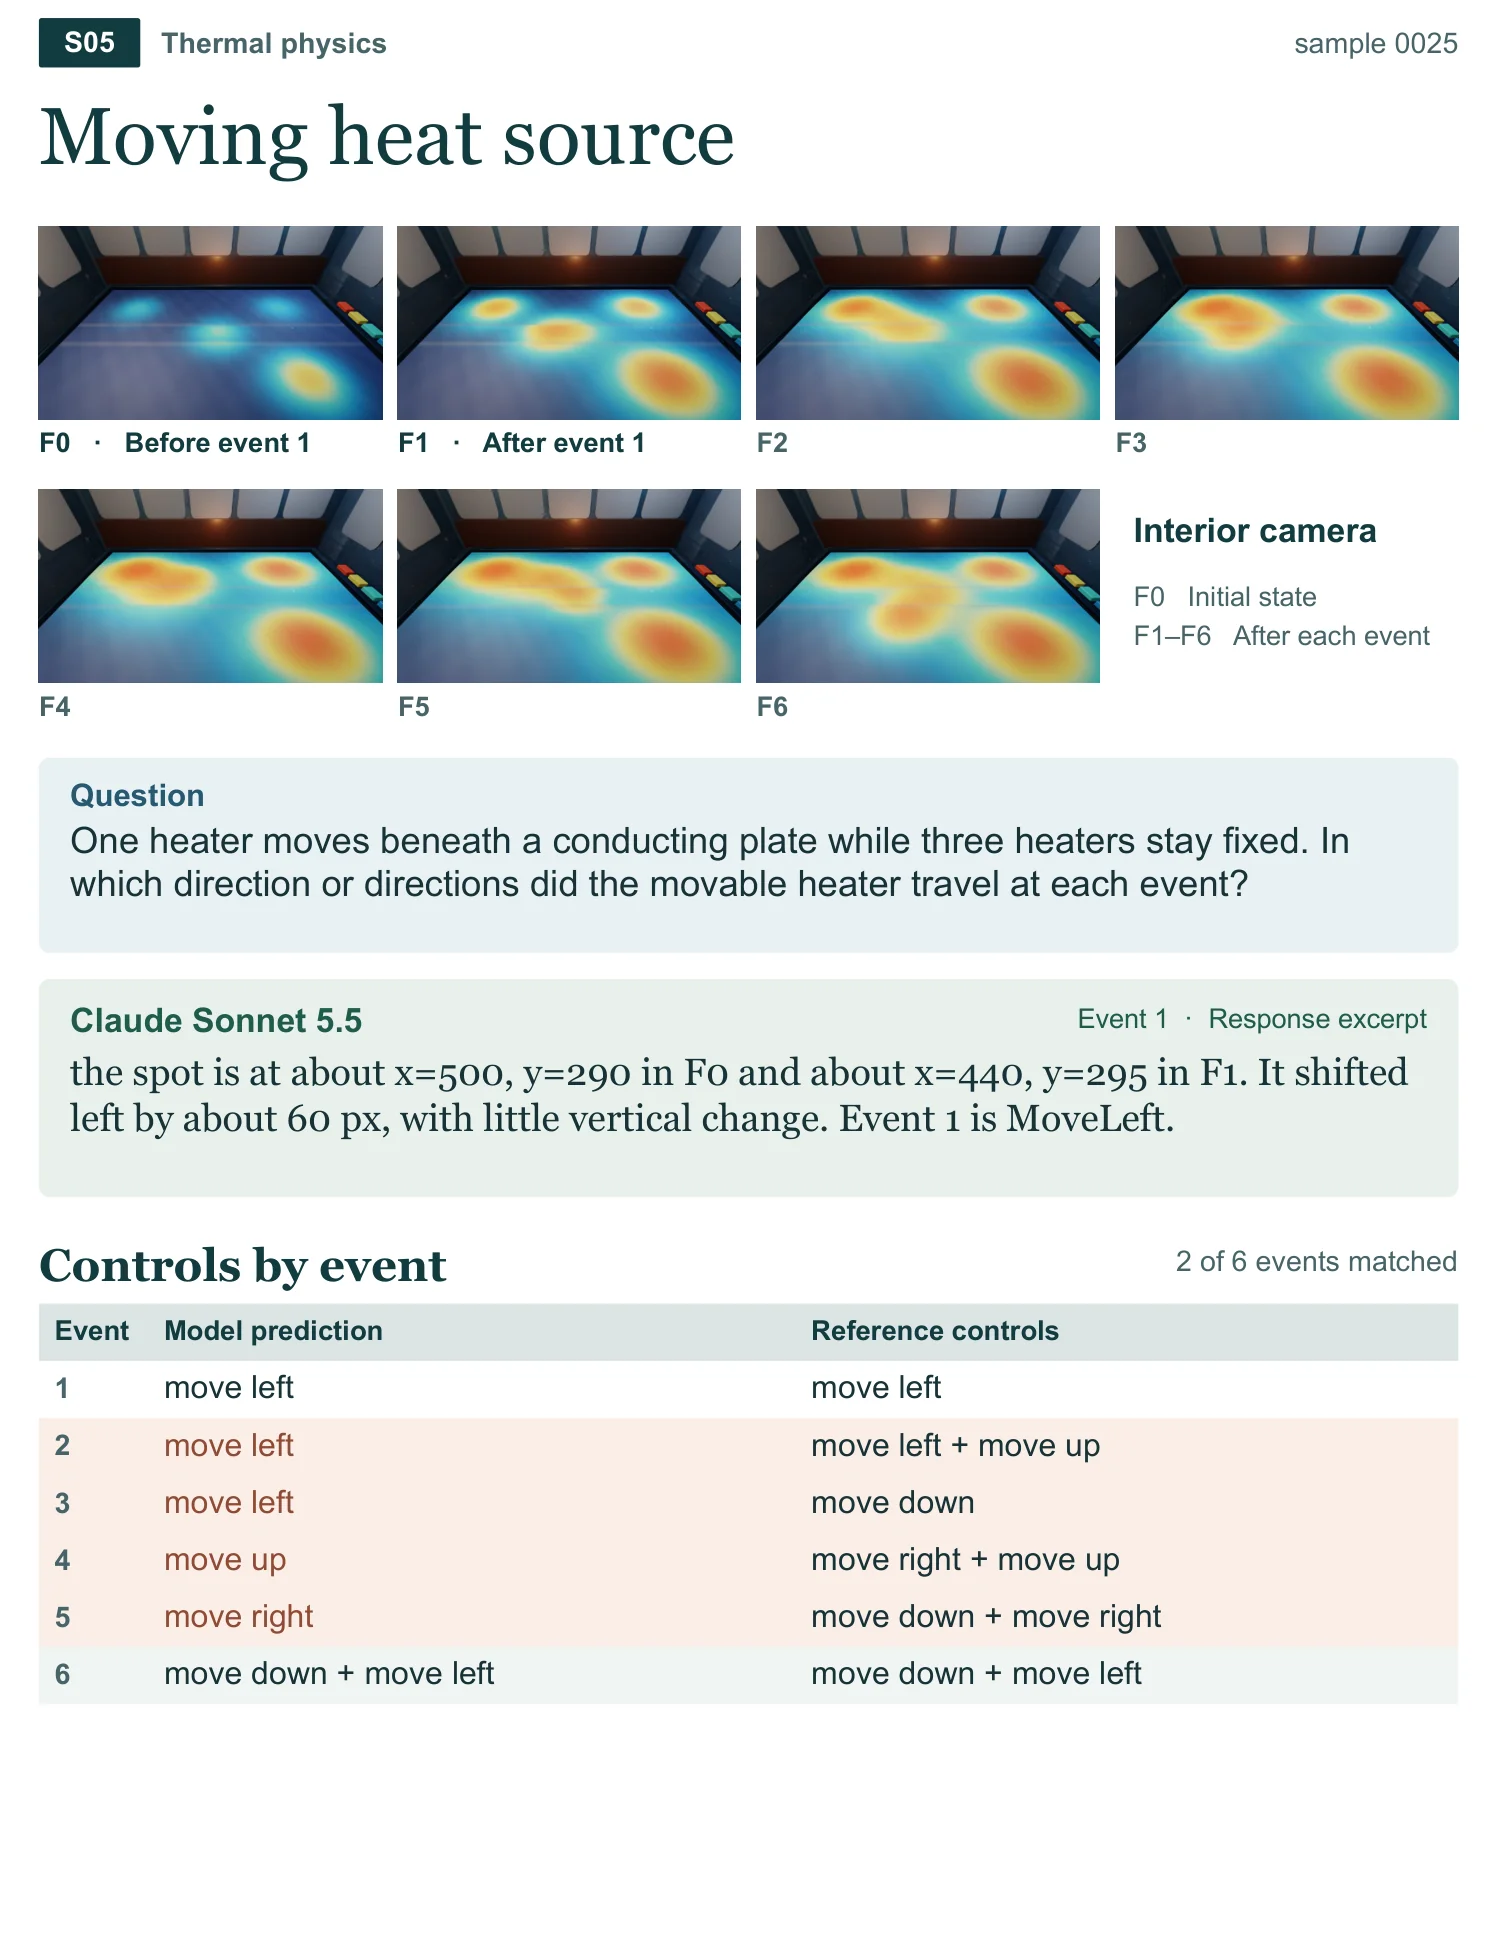 S05 Thermal physics sample 0025
Moving heat source
F0 · Before event 1
F1 · After event 1
F2
F3
F4
F5
F6
Interior camera
F0 Initial state
F1–F6 After each event
Question
One heater moves beneath a conducting plate while three heaters stay fixed. In
which direction or directions did the movable heater travel at each event?
Claude Sonnet 5.5 Event 1 · Response excerpt
the spot is at about x=500, y=290 in F0 and about x=440, y=295 in F1. It shifted
left by about 60 px, with little vertical change. Event 1 is MoveLeft.
Controls by event 2 of 6 events matched
Event Model prediction Reference controls
1 move left move left
2 move left move left + move up
3 move left move down
4 move up move right + move up
5 move right move down + move right
6 move down + move left move down + move left